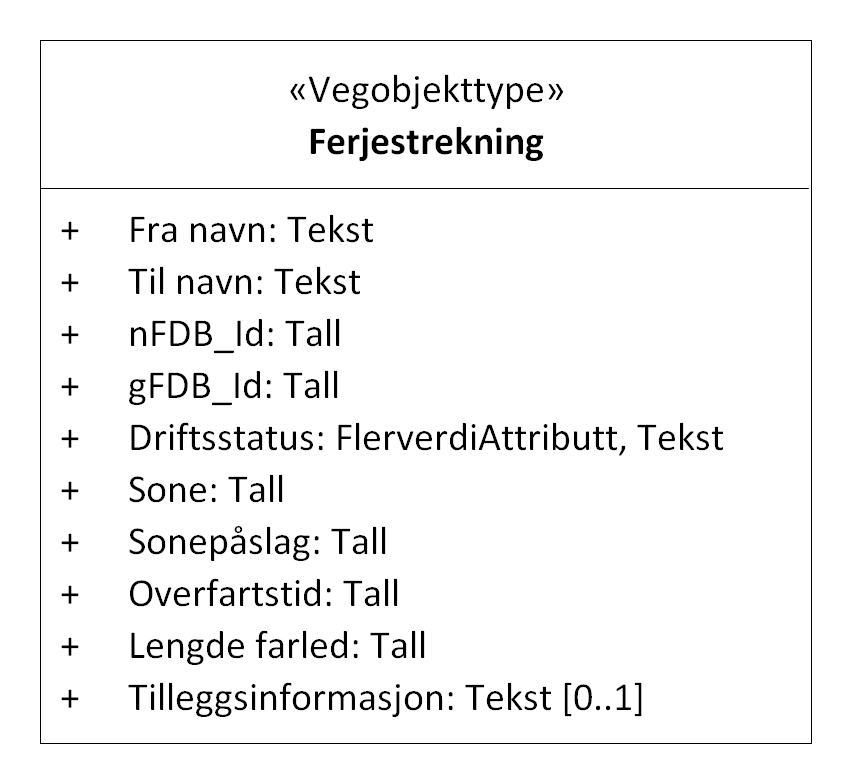 «Vegobjekttype»
Ferjestrekning
+ Fra navn: Tekst
+ Til navn: Tekst
+ nFDB_Id: Tall
+ gFDB_Id: Tall
+ Driftsstatus: FlerverdiAttributt, Tekst
+ Sone: Tall
+ Sonepåslag: Tall
+ Overfartstid: Tall
+ Lengde farled: Tall
+ Tilleggsinformasjon: Tekst [0..1]